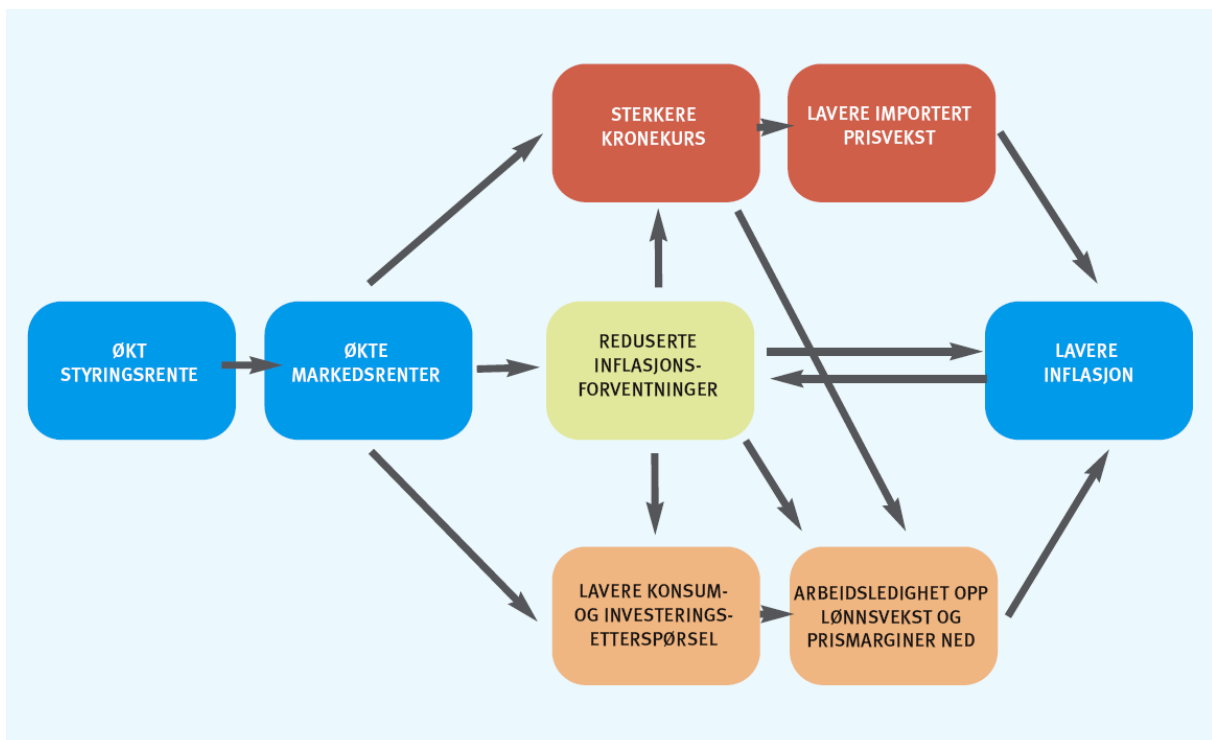 STERKERE
KRONEKURS
LAVERE IMPORTERT
PRISVEKST
ØKT
STYRINGSRENTE
ØKTE
MARKEDSRENTER
REDUSERTE
INFLASJONS-
FORVENTNINGER
LAVERE
INFLASJON
LAVERE KONSUM-
OG INVESTERINGS-
ETTERSPØRSEL
ARBEIDSLEDIGHET OPP
LØNNSVEKST OG
PRISMARGINER NED